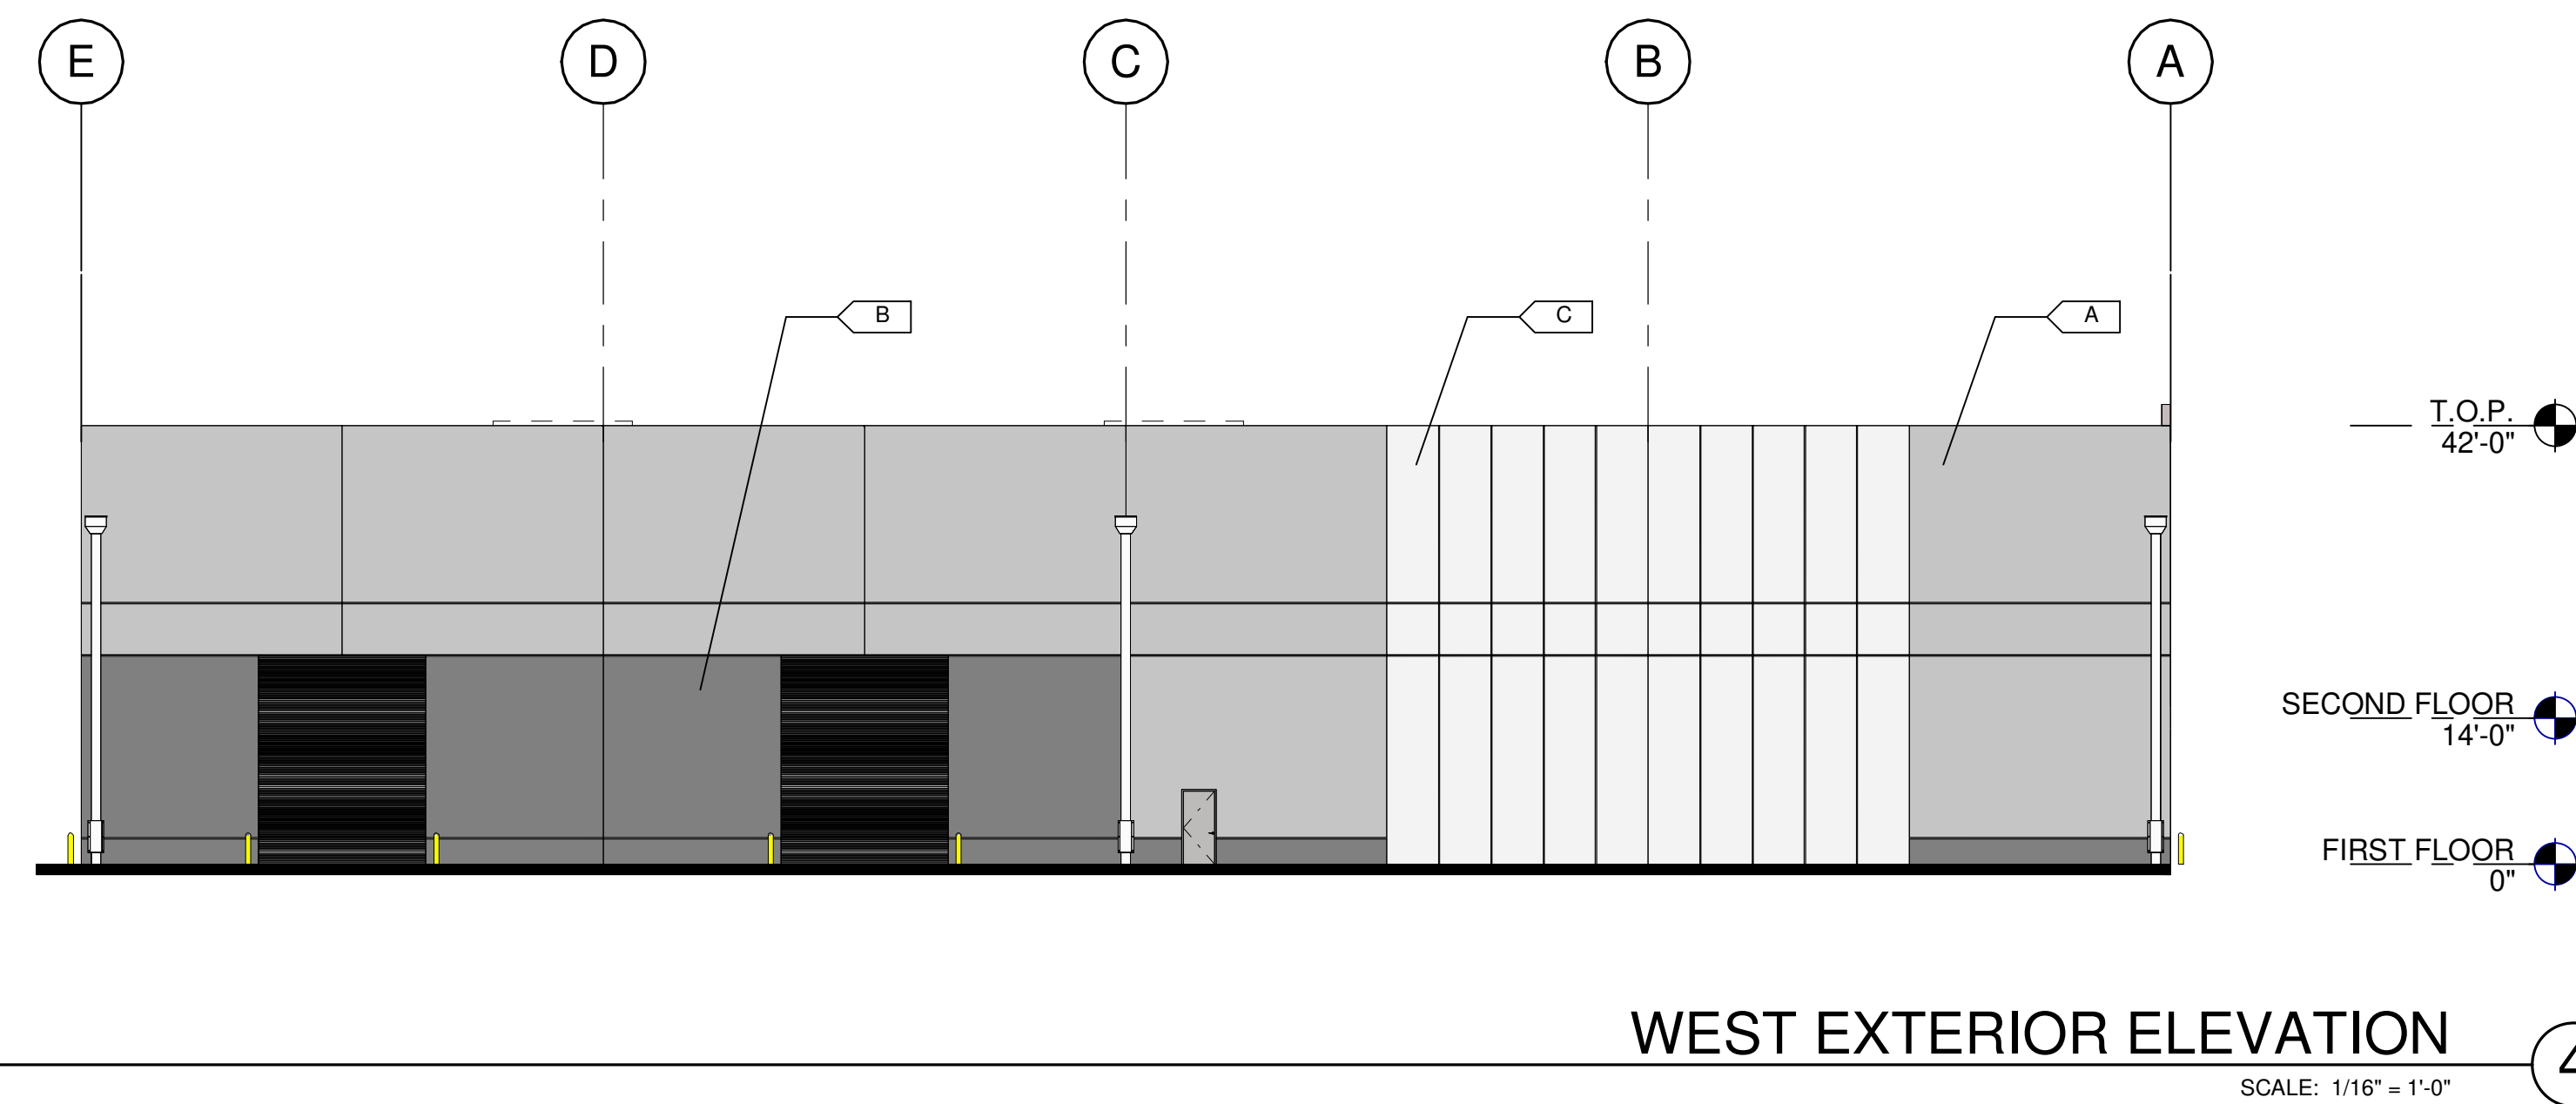 E D C B A
B C A
T.O.P.
42'-0"
SECOND FLOOR
14'-0"
FIRST FLOOR
0"
WEST EXTERIOR ELEVATION
SCALE: 1/16" = 1'-0"